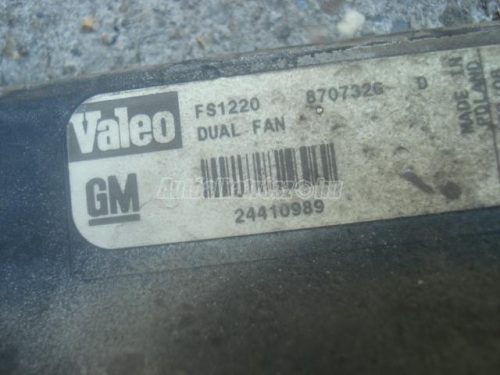 Valeo
FS1220 870732G D
DUAL FAN
GM
24410989
MADE IN
POLAND